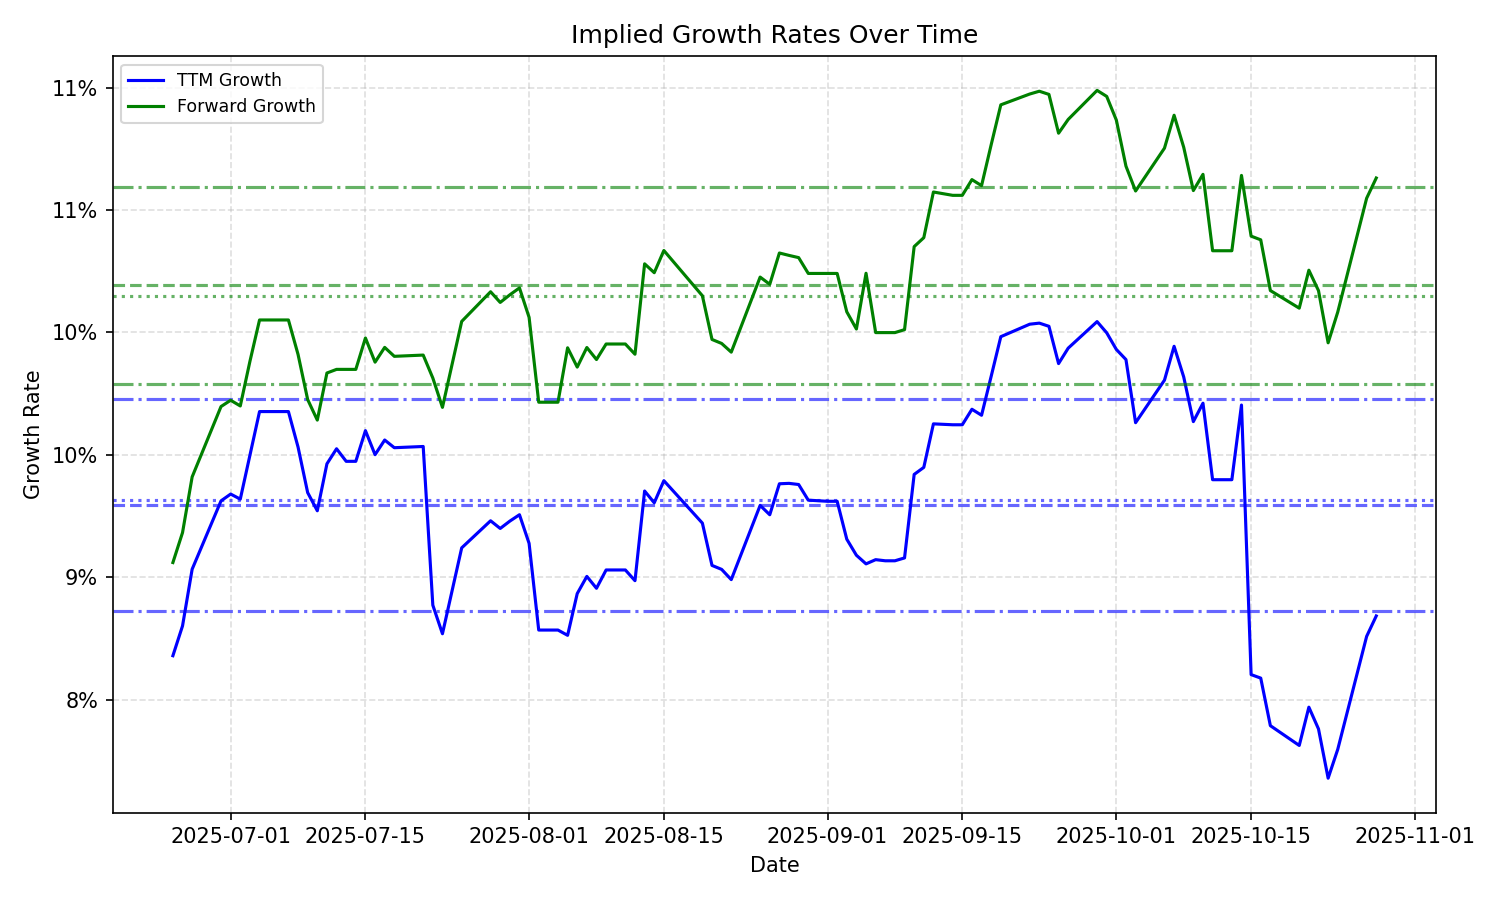 Implied Growth Rates Over Time
TTM Growth
Forward Growth
11%
11%
10%
10%
9%
8%
Growth Rate
2025-07-01 2025-07-15 2025-08-01 2025-08-15 2025-09-01 2025-09-15 2025-10-01 2025-10-15 2025-11-01
Date